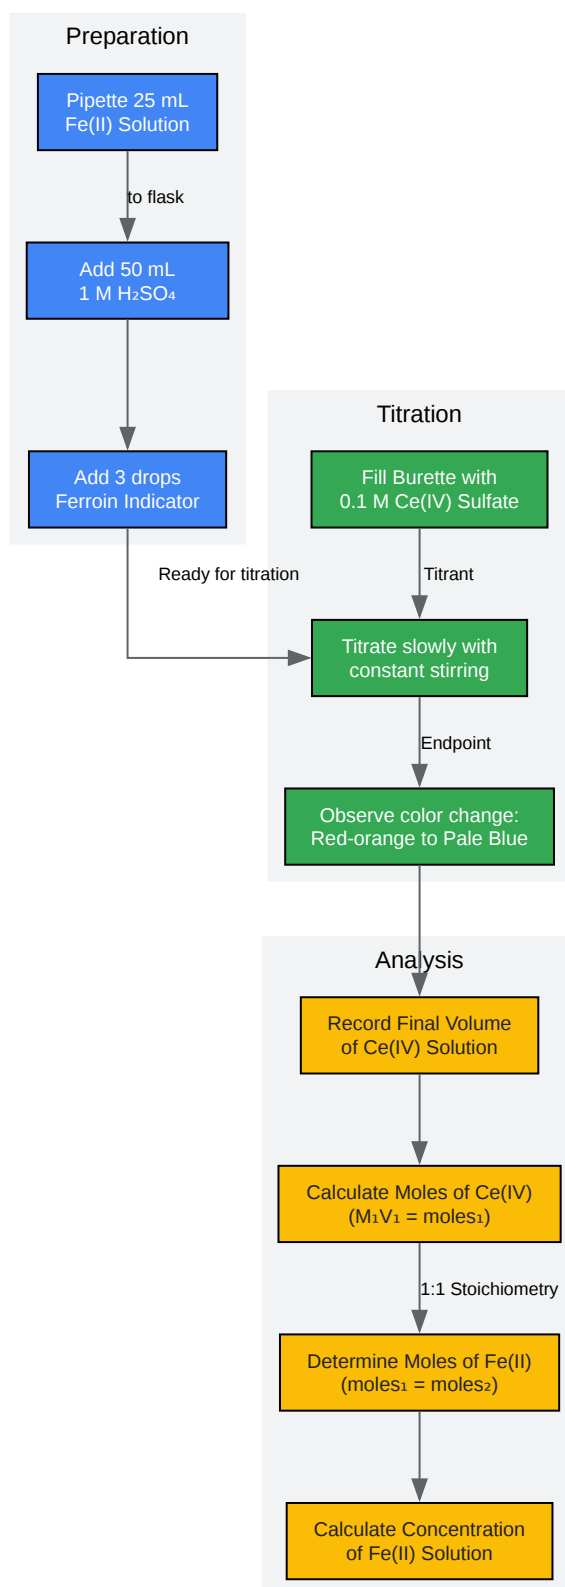 Preparation
Pipette 25 mL
Fe(II) Solution
to flask
Add 50 mL
1 M H₂SO₄
Add 3 drops
Ferroin Indicator
Ready for titration
Titration
Fill Burette with
0.1 M Ce(IV) Sulfate
Titrant
Titrate slowly with
constant stirring
Endpoint
Observe color change:
Red-orange to Pale Blue
Analysis
Record Final Volume
of Ce(IV) Solution
Calculate Moles of Ce(IV)
(M₁V₁ = moles₁)
1:1 Stoichiometry
Determine Moles of Fe(II)
(moles₁ = moles₂)
Calculate Concentration
of Fe(II) Solution